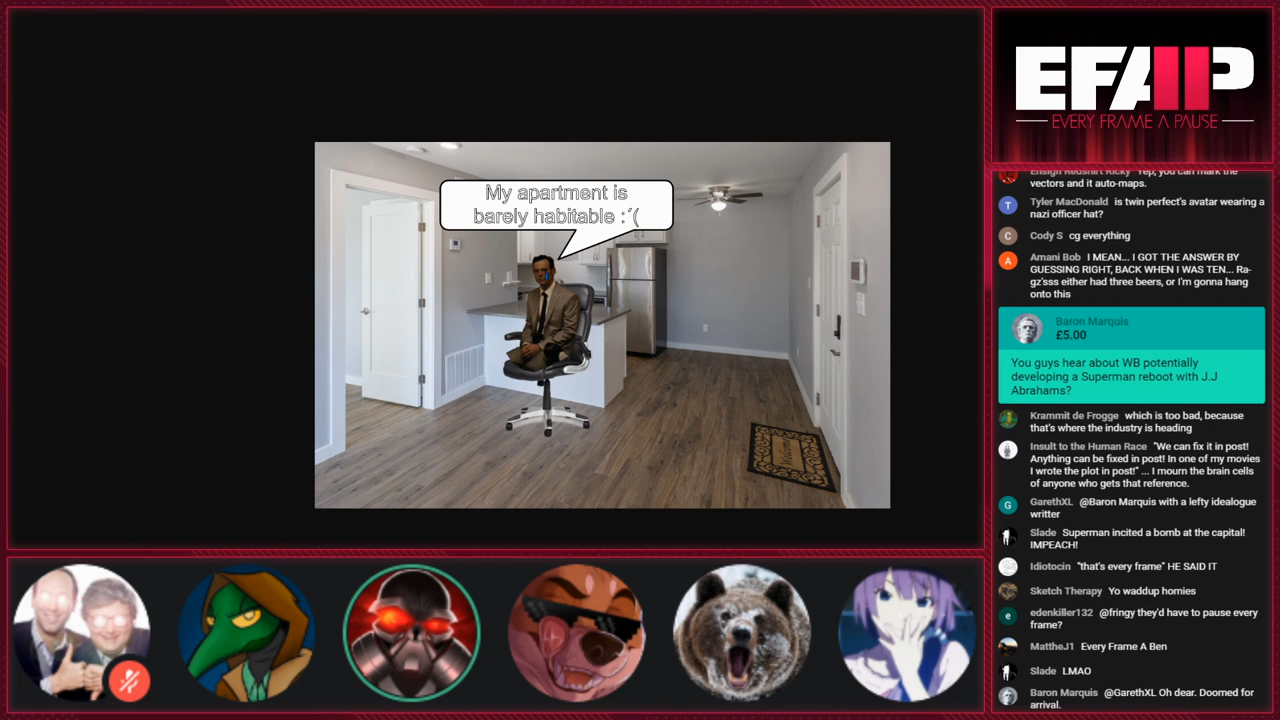 My apartment is
barely habitable :´(
Welcome
EFAP
EVERY FRAME A PAUSE
Ensign Redshirt Ricky Yep, you can mark the
vectors and it auto-maps.
T
Tyler MacDonald is twin perfect's avatar wearing a
nazi officer hat?
C
Cody S cg everything
A
Amani Bob I MEAN... I GOT THE ANSWER BY
GUESSING RIGHT, BACK WHEN I WAS TEN... Ra-
gz'sss either had three beers, or I'm gonna hang
onto this
Baron Marquis
£5.00
You guys hear about WB potentially
developing a Superman reboot with J.J
Abrahams?
Krammit de Frogge which is too bad, because
that's where the industry is heading
Insult to the Human Race "We can fix it in post!
Anything can be fixed in post! In one of my movies
I wrote the plot in post!" ... I mourn the brain cells
of anyone who gets that reference.
G
GarethXL @Baron Marquis with a lefty idealogue
writter
Slade Superman incited a bomb at the capital!
IMPEACH!
Idiotocin "that's every frame" HE SAID IT
Sketch Therapy Yo waddup homies
e
edenkiller132 @fringy they'd have to pause every
frame?
MattheJ1 Every Frame A Ben
Slade LMAO
Baron Marquis @GarethXL Oh dear. Doomed for
arrival.